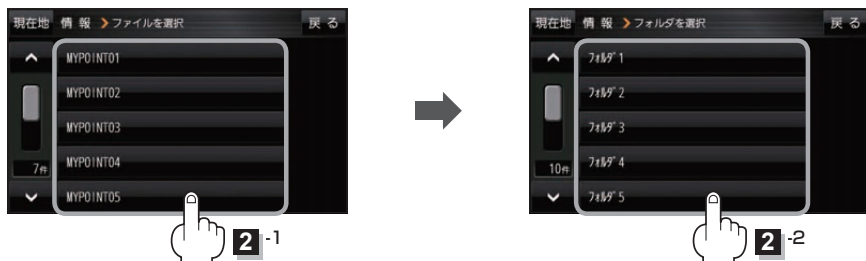 現在地 情 報 ❯ファイルを選択 戻 る
MYPOINT01
MYPOINT02
MYPOINT03
MYPOINT04
MYPOINT05
7件
2 -1
現在地 情 報 ❯フォルダを選択 戻 る
ﾌｫﾙﾀﾞ 1
ﾌｫﾙﾀﾞ 2
ﾌｫﾙﾀﾞ 3
ﾌｫﾙﾀﾞ 4
ﾌｫﾙﾀﾞ 5
10件
2 -2